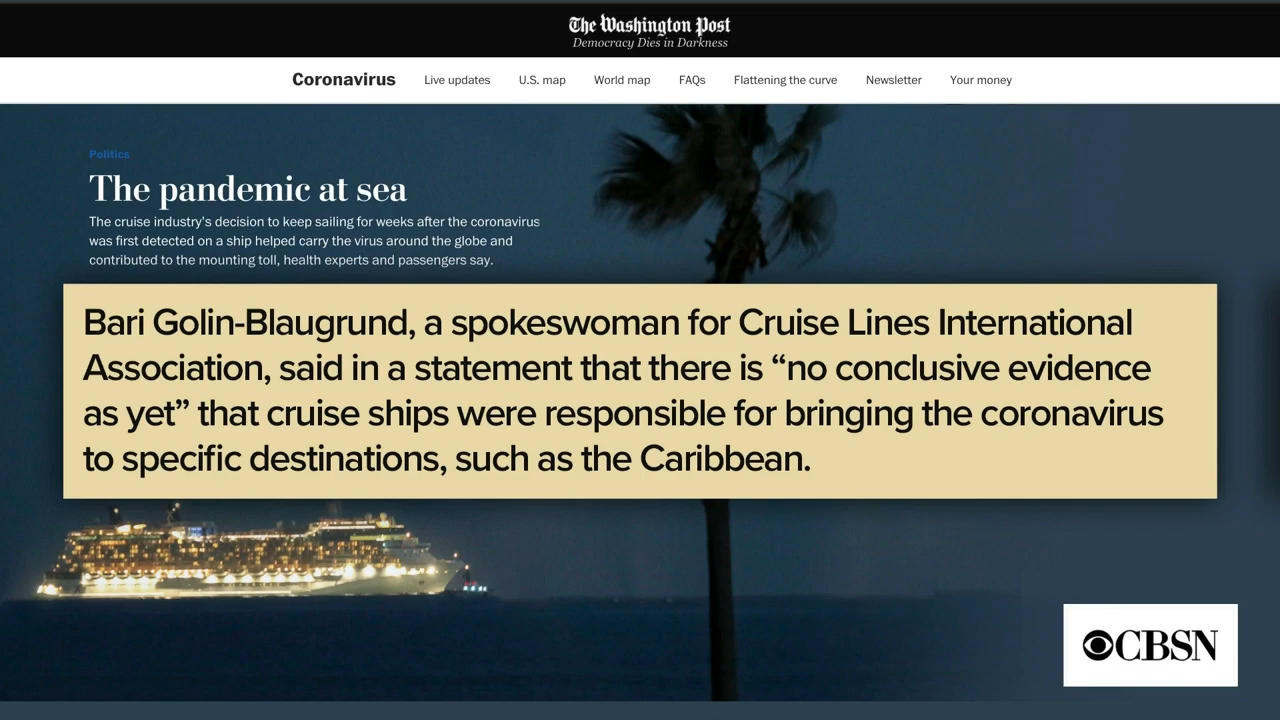 The Washington Post
Democracy Dies in Darkness
Coronavirus Live updates U.S. map World map FAQs Flattening the curve Newsletter Your money
Politics
The pandemic at sea
The cruise industry’s decision to keep sailing for weeks after the coronavirus
was first detected on a ship helped carry the virus around the globe and
contributed to the mounting toll, health experts and passengers say.
Bari Golin-Blaugrund, a spokeswoman for Cruise Lines International
Association, said in a statement that there is “no conclusive evidence
as yet” that cruise ships were responsible for bringing the coronavirus
to specific destinations, such as the Caribbean.
CBSN